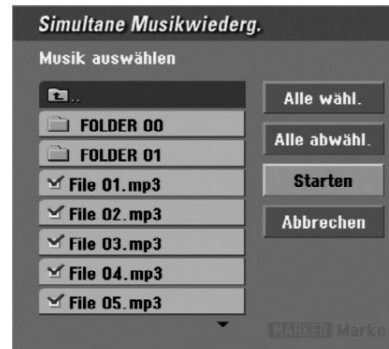 Simultane Musikwiederg.
Musik auswählen
..
FOLDER 00
FOLDER 01
File 01.mp3
File 02.mp3
File 03.mp3
File 04.mp3
File 05.mp3
Alle wähl.
Alle abwähl.
Starten
Abbrechen
MARKER Marke